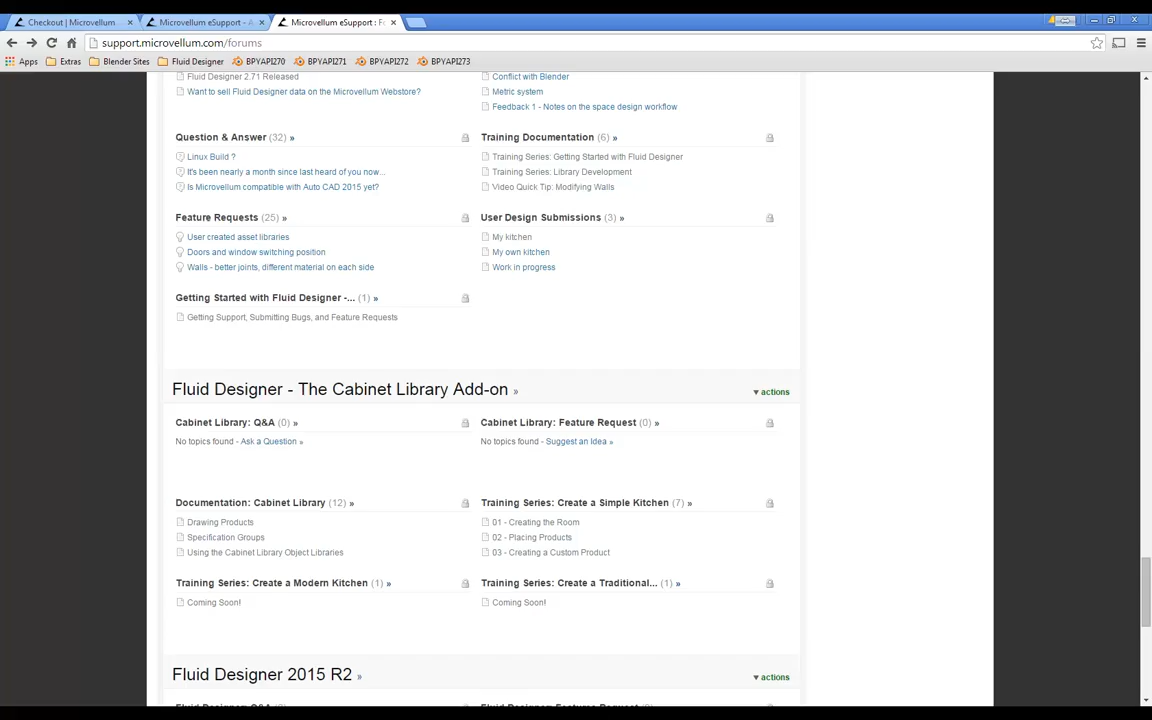 Checkout | Microvellum
Microvellum eSupport - A
Microvellum eSupport : Fo
support.microvellum.com/forums
Apps
Extras
Blender Sites
Fluid Designer
BPYAPI270
BPYAPI271
BPYAPI272
BPYAPI273
Fluid Designer 2.71 Released
Want to sell Fluid Designer data on the Microvellum Webstore?
Conflict with Blender
Metric system
Feedback 1 - Notes on the space design workflow
Question & Answer (32) »
Linux Build ?
It's been nearly a month since last heard of you now...
Is Microvellum compatible with Auto CAD 2015 yet?
Training Documentation (6) »
Training Series: Getting Started with Fluid Designer
Training Series: Library Development
Video Quick Tip: Modifying Walls
Feature Requests (25) »
User created asset libraries
Doors and window switching position
Walls - better joints, different material on each side
User Design Submissions (3) »
My kitchen
My own kitchen
Work in progress
Getting Started with Fluid Designer -... (1) »
Getting Support, Submitting Bugs, and Feature Requests
Fluid Designer - The Cabinet Library Add-on »
▾ actions
Cabinet Library: Q&A (0) »
No topics found - Ask a Question »
Cabinet Library: Feature Request (0) »
No topics found - Suggest an Idea »
Documentation: Cabinet Library (12) »
Drawing Products
Specification Groups
Using the Cabinet Library Object Libraries
Training Series: Create a Simple Kitchen (7) »
01 - Creating the Room
02 - Placing Products
03 - Creating a Custom Product
Training Series: Create a Modern Kitchen (1) »
Coming Soon!
Training Series: Create a Traditional... (1) »
Coming Soon!
Fluid Designer 2015 R2 »
▾ actions